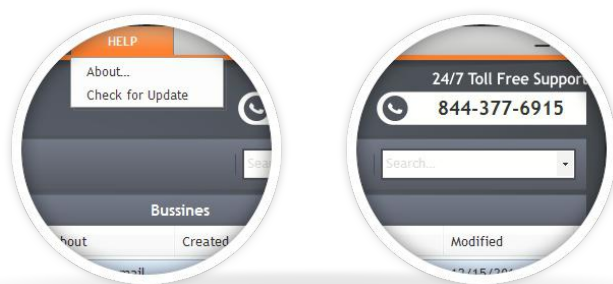 HELP
About...
Check for Update
Bussines
Created
24/7 Toll Free Support
844-377-6915
Search...
Modified